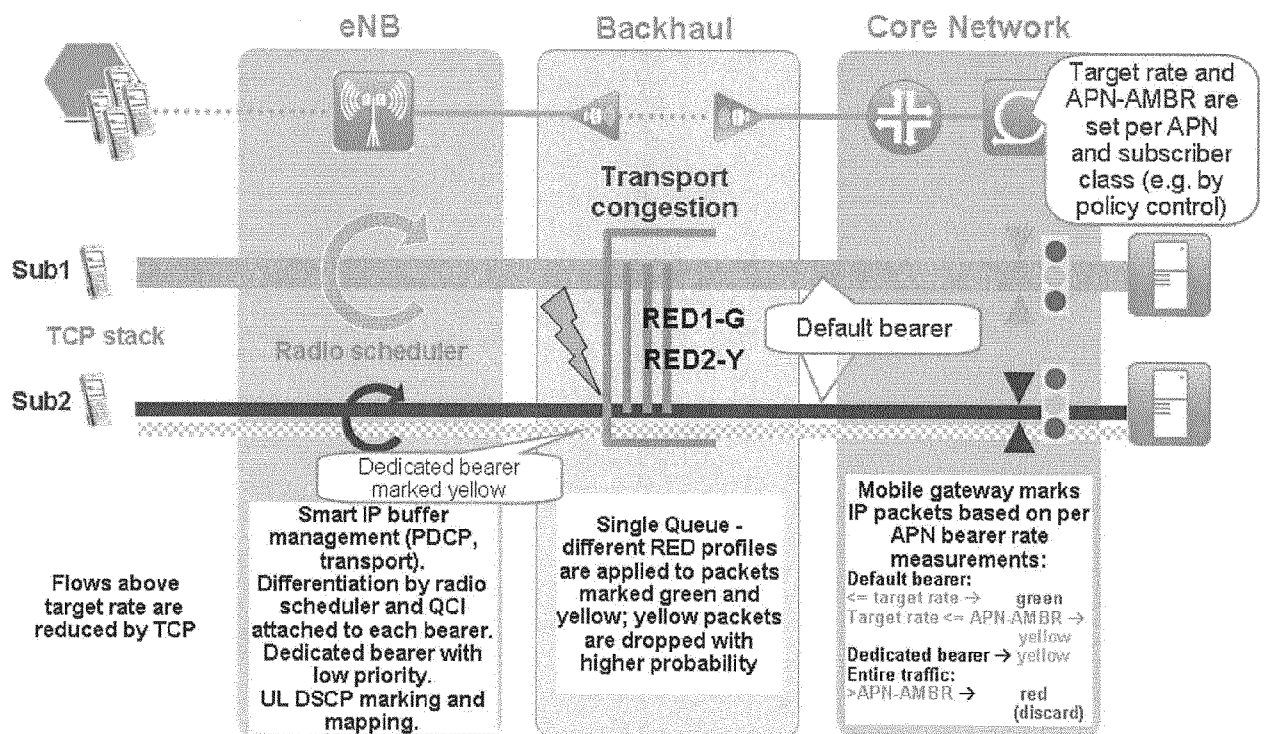 eNB
Backhaul
Core Network
Target rate and
APN-AMBR are
set per APN
and subscriber
class (e.g. by
policy control)
Transport
congestion
Sub1
RED1-G
Default bearer
TCP stack
Radio scheduler
RED2-Y
Sub2
Dedicated bearer
marked yellow
Flows above
target rate are
reduced by TCP
Smart IP buffer
management (PDCP,
transport).
Differentiation by radio
scheduler and QCI
attached to each bearer.
Dedicated bearer with
low priority.
UL DSCP marking and
mapping.
Single Queue -
different RED profiles
are applied to packets
marked green and
yellow; yellow packets
are dropped with
higher probability
Mobile gateway marks
IP packets based on per
APN bearer rate
measurements:
Default bearer:
<= target rate → green
Target rate <= APN-AMBR →
yellow
Dedicated bearer → yellow
Entire traffic:
>APN-AMBR → red
(discard)